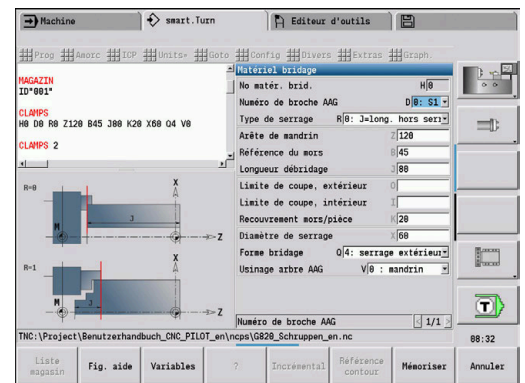 Machine
smart.Turn
Editeur d'outils
Prog Amorc ICP Units» Goto Config Divers Extras Graph.
MAGAZIN
ID"001"
CLAMPS
H0 D0 R0 Z120 B45 J80 K20 X60 Q4 V0
CLAMPS 2
Matériel bridage
No matér. brid. H 0
Numéro de broche AAG D 0: S1
Type de serrage R 0: J=long. hors serr
Arête de mandrin Z 120
Référence du mors B 45
Longueur débridage J 80
Limite de coupe, extérieur O
Limite de coupe, intérieur I
Recouvrement mors/pièce K 20
Diamètre de serrage X 60
Forme bridage Q 4: serrage extérieur
Usinage arbre AAG V 0 : mandrin
Numéro de broche AAG 1/1
R=0
X
J
M
Z
R=1
X
M
J
Z
T
TNC:\Project\Benutzerhandbuch_CNC_PILOT_en\ncps\G820_Schruppen_en.nc
08:32
Liste magasin
Fig. aide
Variables
?
Incrémental
Référence contour
Mémoriser
Annuler